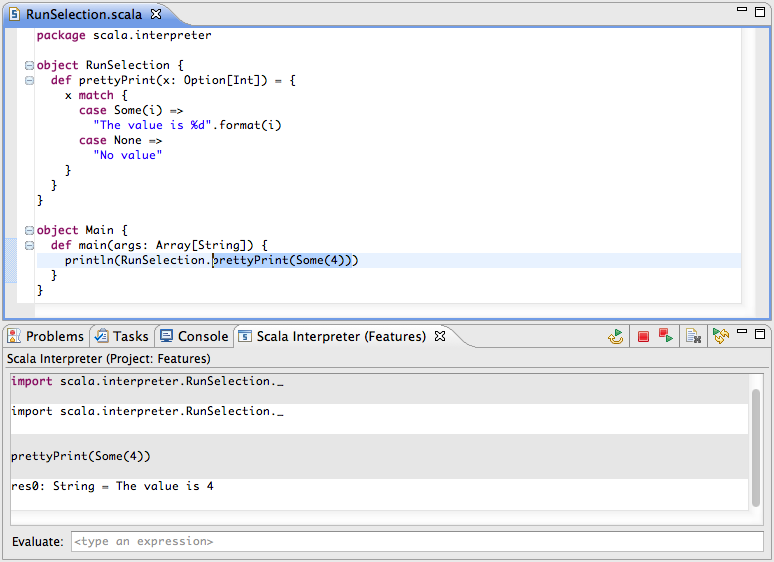 RunSelection.scala
package scala.interpreter
object RunSelection {
def prettyPrint(x: Option[Int]) = {
x match {
case Some(i) =>
"The value is %d".format(i)
case None =>
"No value"
}
}
}
object Main {
def main(args: Array[String]) {
println(RunSelection.prettyPrint(Some(4)))
}
}
Problems Tasks Console Scala Interpreter (Features)
Scala Interpreter (Project: Features)
import scala.interpreter.RunSelection._
import scala.interpreter.RunSelection._
prettyPrint(Some(4))
res0: String = The value is 4
Evaluate: <type an expression>